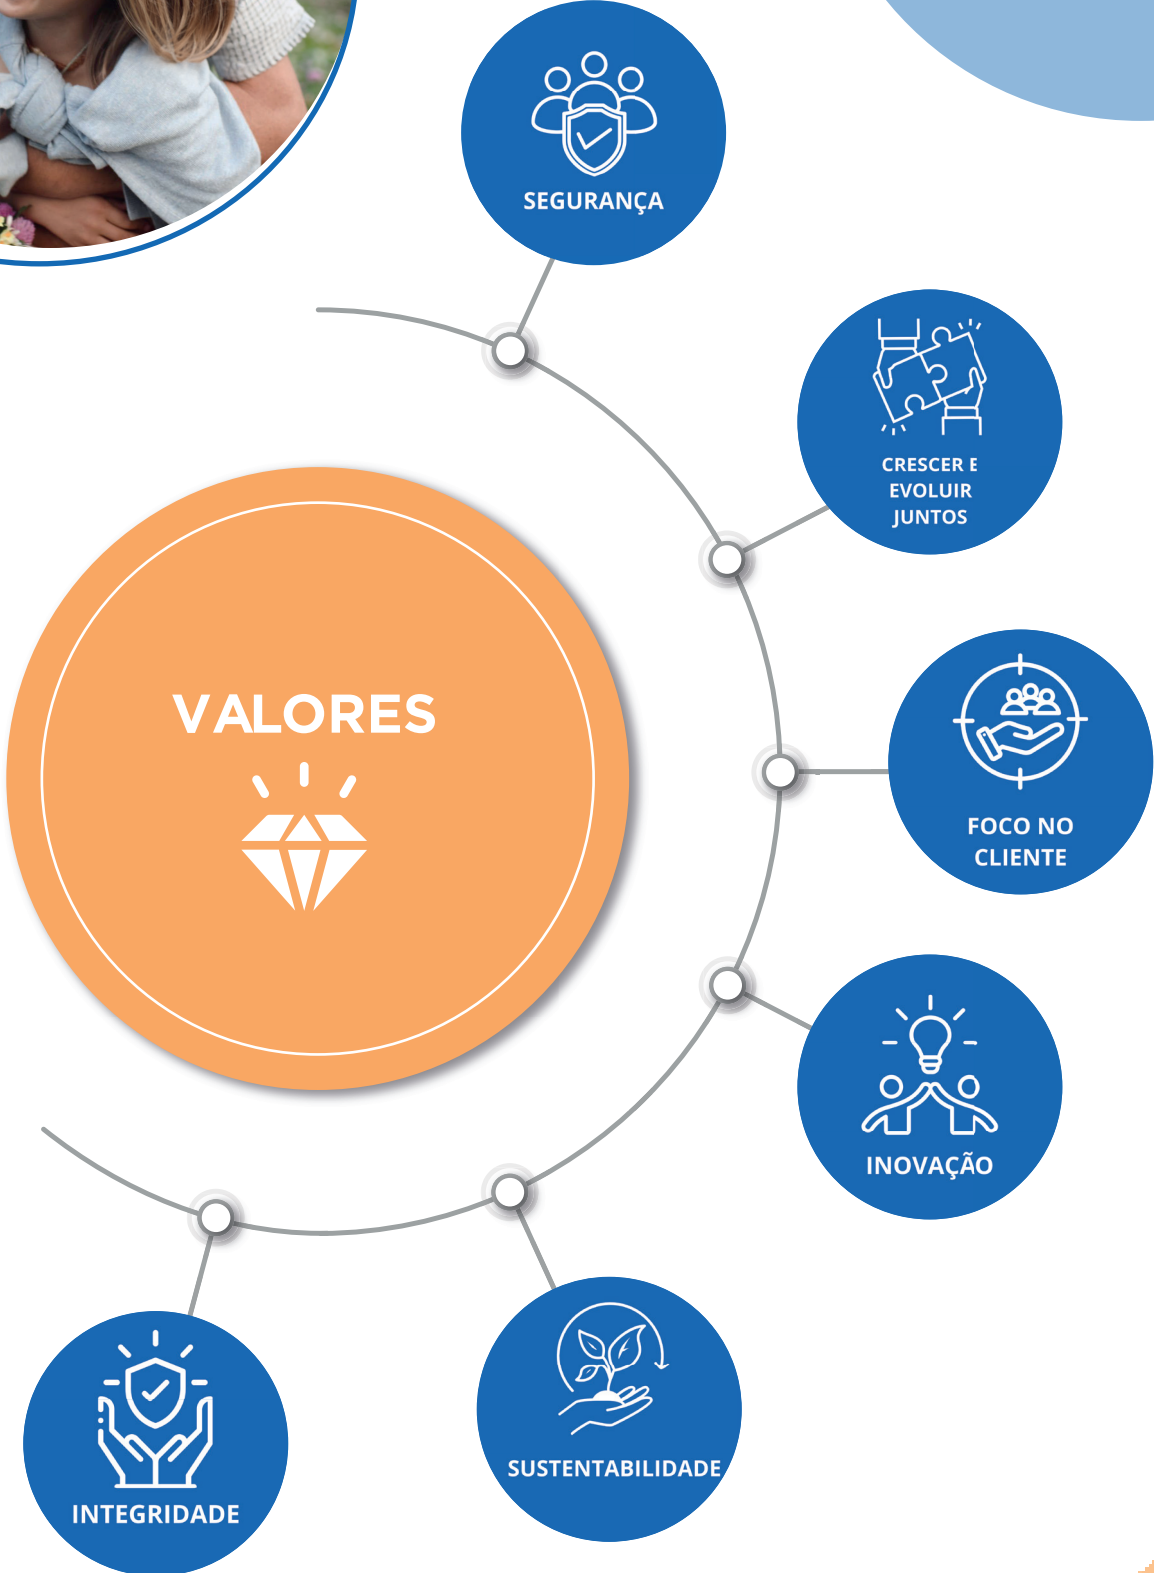 SEGURANÇA
CRESCER E
EVOLUIR
JUNTOS
VALORES
FOCO NO
CLIENTE
INOVAÇÃO
SUSTENTABILIDADE
INTEGRIDADE